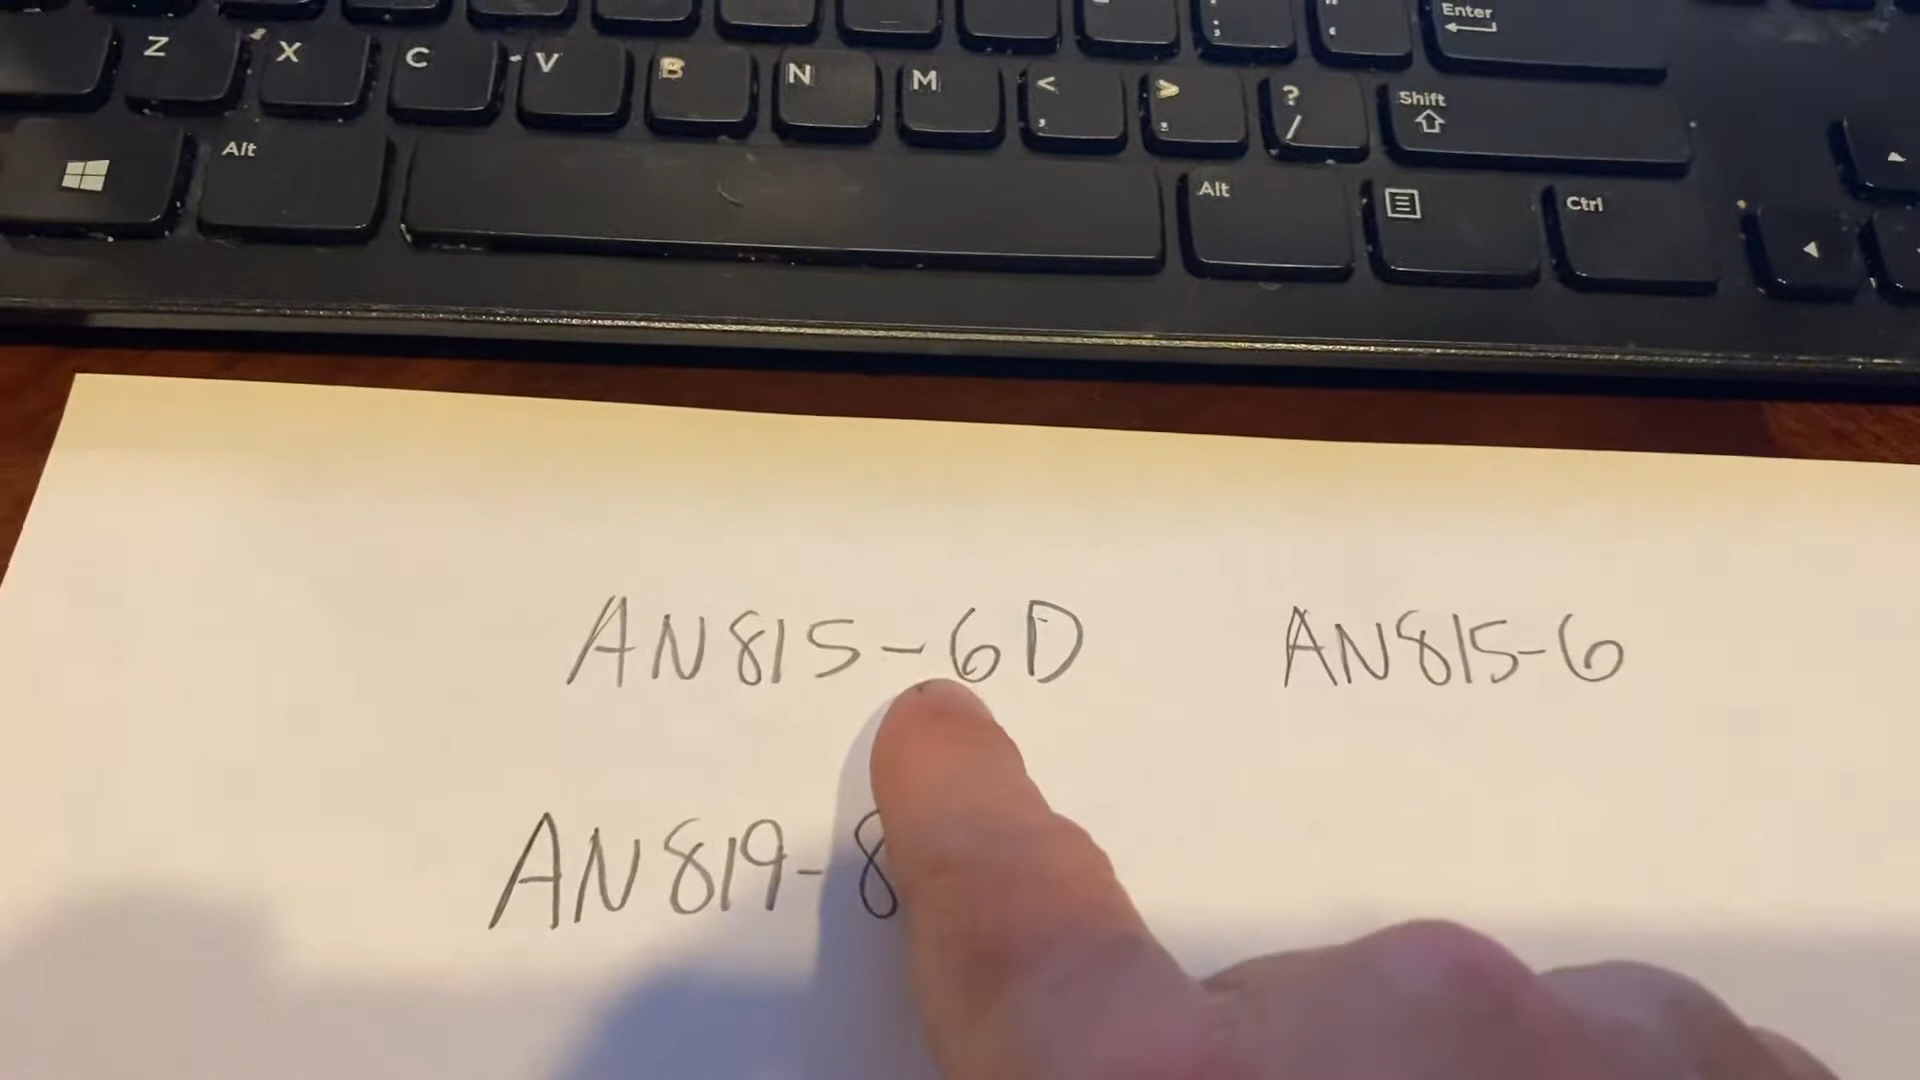 Enter
Z X C V B N M < , > . ? / Shift
Alt Alt Ctrl
AN815-6D AN815-6
AN819-8